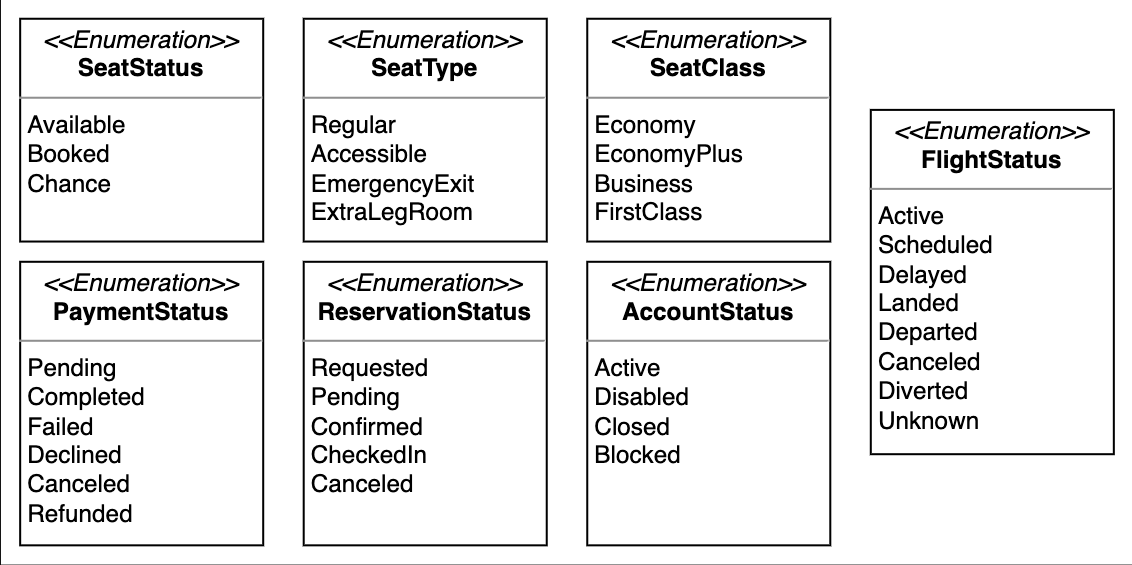 <<Enumeration>>
SeatStatus
Available
Booked
Chance
<<Enumeration>>
SeatType
Regular
Accessible
EmergencyExit
ExtraLegRoom
<<Enumeration>>
SeatClass
Economy
EconomyPlus
Business
FirstClass
<<Enumeration>>
FlightStatus
Active
Scheduled
Delayed
Landed
Departed
Canceled
Diverted
Unknown
<<Enumeration>>
PaymentStatus
Pending
Completed
Failed
Declined
Canceled
Refunded
<<Enumeration>>
ReservationStatus
Requested
Pending
Confirmed
CheckedIn
Canceled
<<Enumeration>>
AccountStatus
Active
Disabled
Closed
Blocked